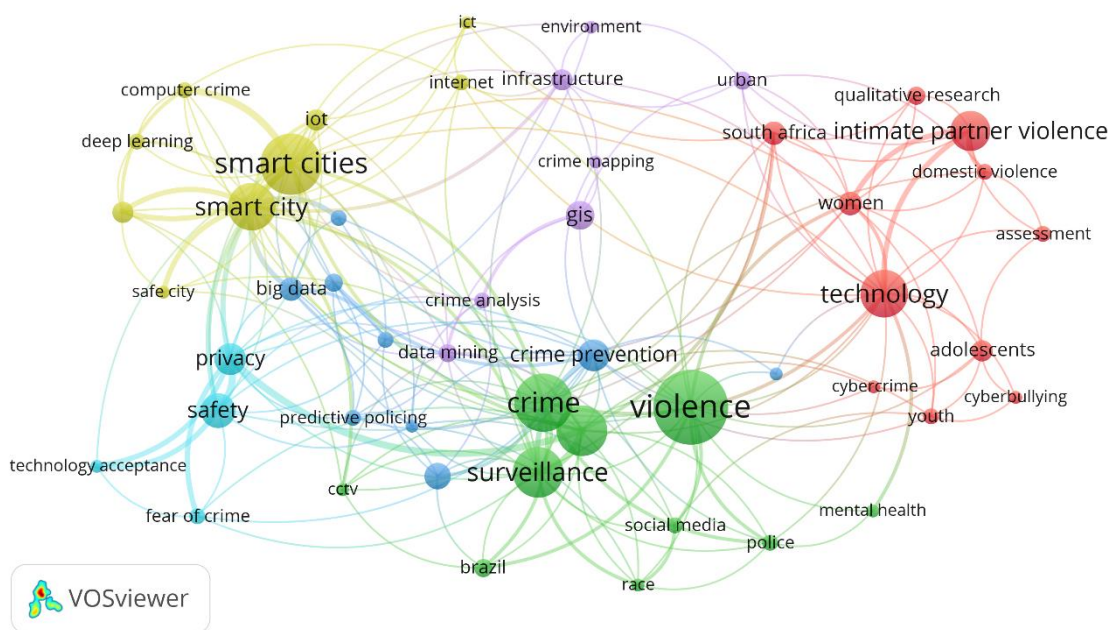 ict
environment
infrastructure
internet
urban
computer crime
qualitative research
iot
south africa
intimate partner violence
deep learning
smart cities
crime mapping
domestic violence
smart city
gis
women
assessment
safe city
big data
crime analysis
technology
privacy
data mining
crime prevention
adolescents
cybercrime
cyberbullying
safety
crime
violence
youth
predictive policing
technology acceptance
surveillance
cctv
fear of crime
social media
mental health
police
brazil
race
VOSviewer